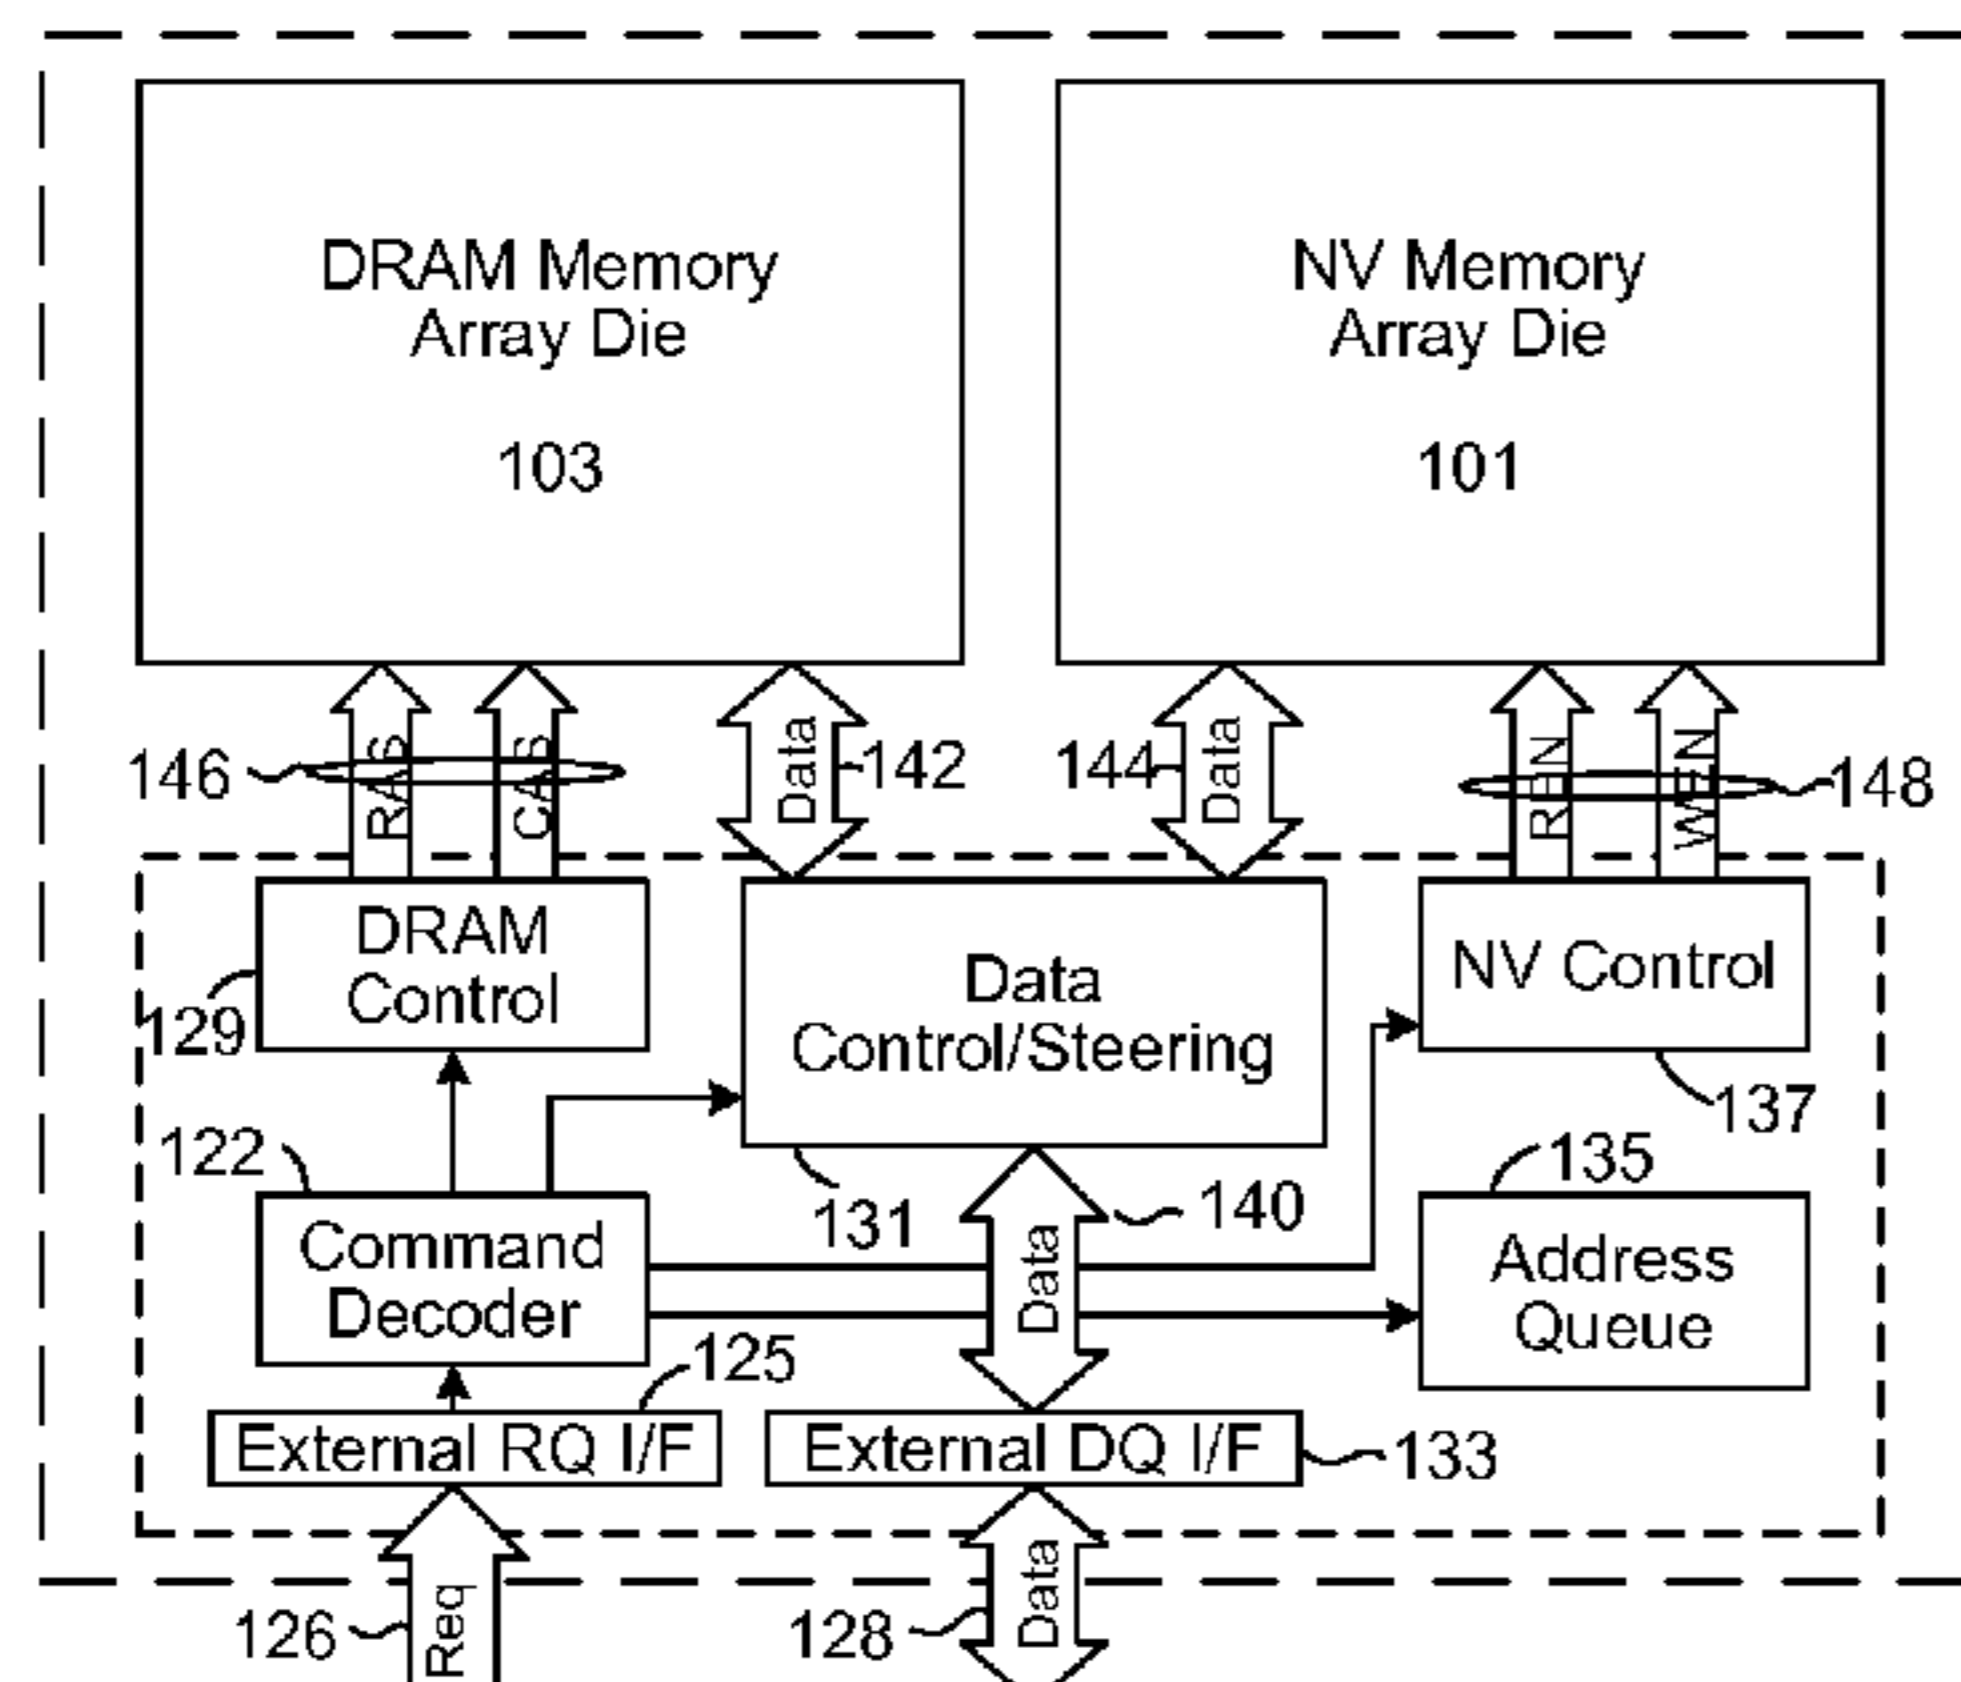 DRAM Memory
Array Die
103
NV Memory
Array Die
101
146
RAS
CAS
Data
142
144
Data
REN
WEN
148
DRAM
Control
129
Data
Control/Steering
NV Control
137
122
131
140
135
Command
Decoder
Data
Address
Queue
125
External RQ I/F
External DQ I/F
133
126
Req
128
Data